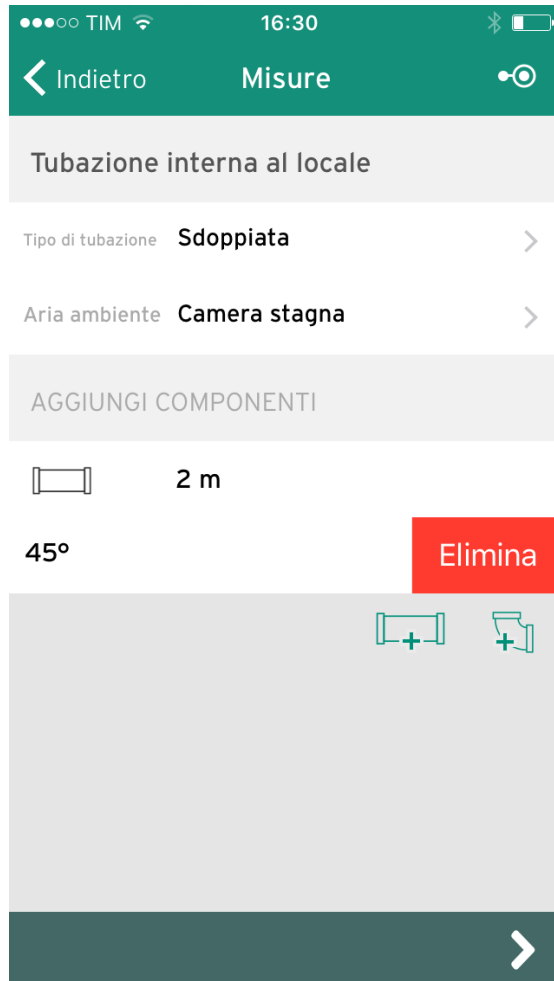 TIM 16:30
Indietro Misure
Tubazione interna al locale
Tipo di tubazione Sdoppiata
Aria ambiente Camera stagna
AGGIUNGI COMPONENTI
2 m
45° Elimina